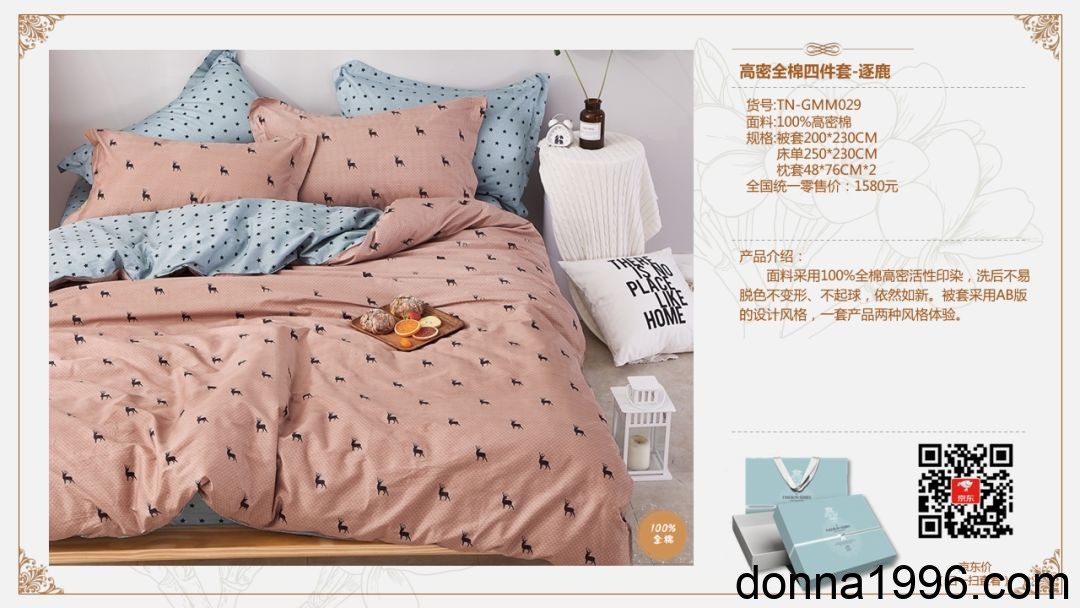 高密全棉四件套-逐鹿
货号:TN-GMM029
面料:100%高密棉
规格:被套200*230CM
床单250*230CM
枕套48*76CM*2
全国统一零售价：1580元
产品介绍：
面料采用100%全棉高密活性印染，洗后不易
脱色不变形、不起球，依然如新。被套采用AB版
的设计风格，一套产品两种风格体验。
THERE
IS NO
PLACE
LIKE
HOME
100%
全棉
京东
京东价
扫查看
donna1996.com